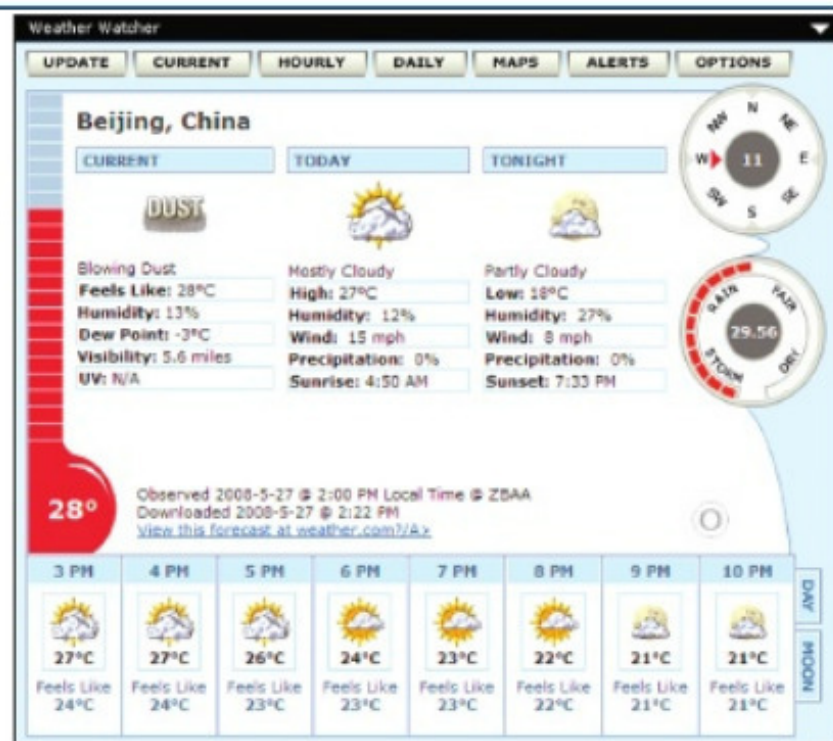 Weather Watcher
UPDATE CURRENT HOURLY DAILY MAPS ALERTS OPTIONS
Beijing, China
CURRENT TODAY TONIGHT
DUST
Blowing Dust
Feels Like: 28°C
Humidity: 13%
Dew Point: -3°C
Visibility: 5.6 miles
UV: N/A
Mostly Cloudy
High: 27°C
Humidity: 12%
Wind: 15 mph
Precipitation: 0%
Sunrise: 4:50 AM
Partly Cloudy
Low: 18°C
Humidity: 27%
Wind: 8 mph
Precipitation: 0%
Sunset: 7:33 PM
N NE E SE S SW W NW
11
STORM RAIN FAIR DRY
29.56
28°
Observed 2008-5-27 @ 2:00 PM Local Time @ ZBAA
Downloaded 2008-5-27 @ 2:22 PM
View this forecast at weather.com?/A>
3 PM 4 PM 5 PM 6 PM 7 PM 8 PM 9 PM 10 PM
27°C 27°C 26°C 24°C 23°C 22°C 21°C 21°C
Feels Like Feels Like Feels Like Feels Like Feels Like Feels Like Feels Like Feels Like
24°C 24°C 23°C 23°C 23°C 22°C 21°C 21°C
DAY
MOON